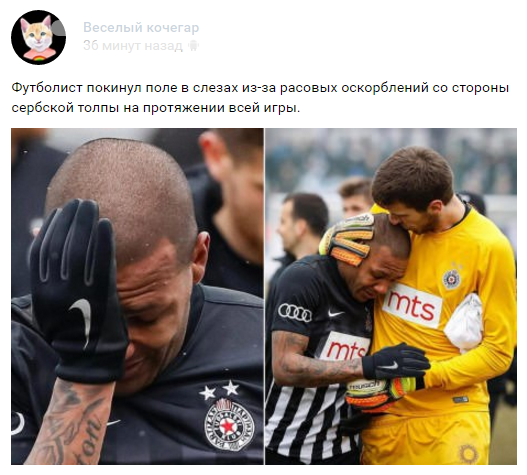 Веселый кочегар
36 минут назад
Футболист покинул поле в слезах из-за расовых оскорблений со стороны
сербской толпы на протяжении всей игры.
mts
mts